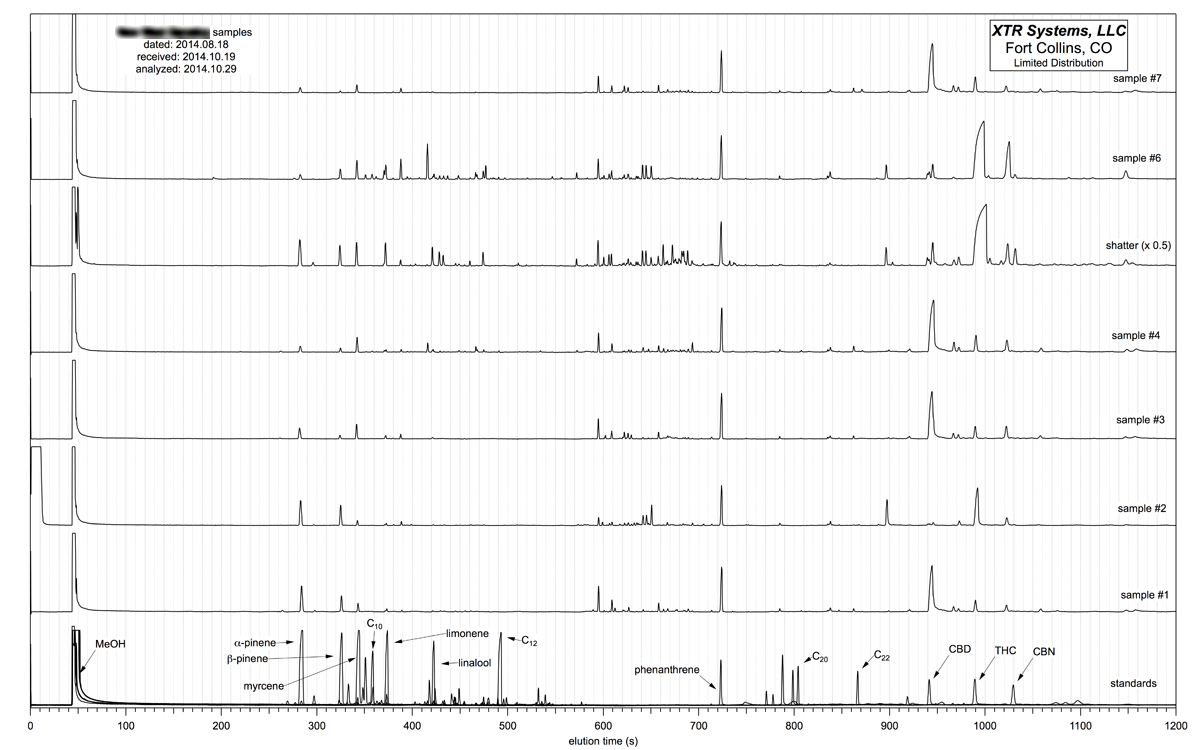 samples
dated: 2014.08.18
received: 2014.10.19
analyzed: 2014.10.29
XTR Systems, LLC
Fort Collins, CO
Limited Distribution
sample #7
sample #6
shatter (x 0.5)
sample #4
sample #3
sample #2
sample #1
standards
MeOH
α-pinene
β-pinene
myrcene
C10
limonene
linalool
C12
phenanthrene
C20
C22
CBD
THC
CBN
0 100 200 300 400 500 600 700 800 900 1000 1100 1200
elution time (s)